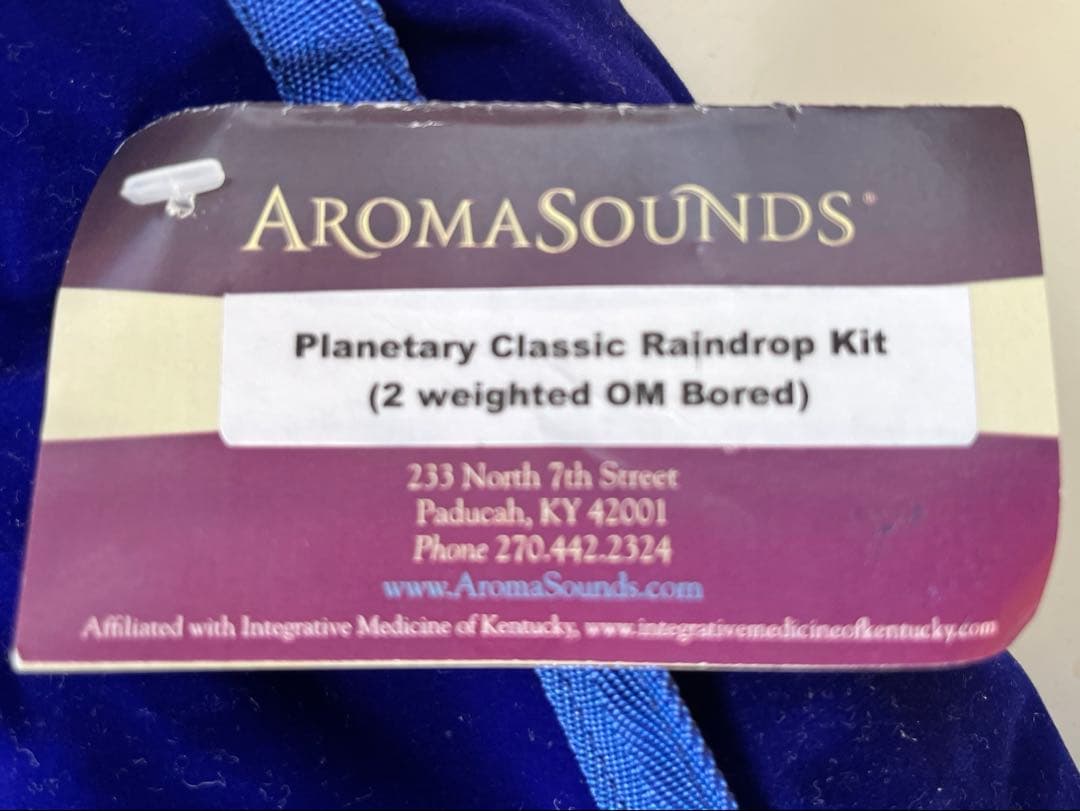 AROMASOUNDS®
Planetary Classic Raindrop Kit
(2 weighted OM Bored)
233 North 7th Street
Paducah, KY 42001
Phone 270.442.2324
www.AromaSounds.com
Affiliated with Integrative Medicine of Kentucky, www.integrativemedicineofkentucky.com